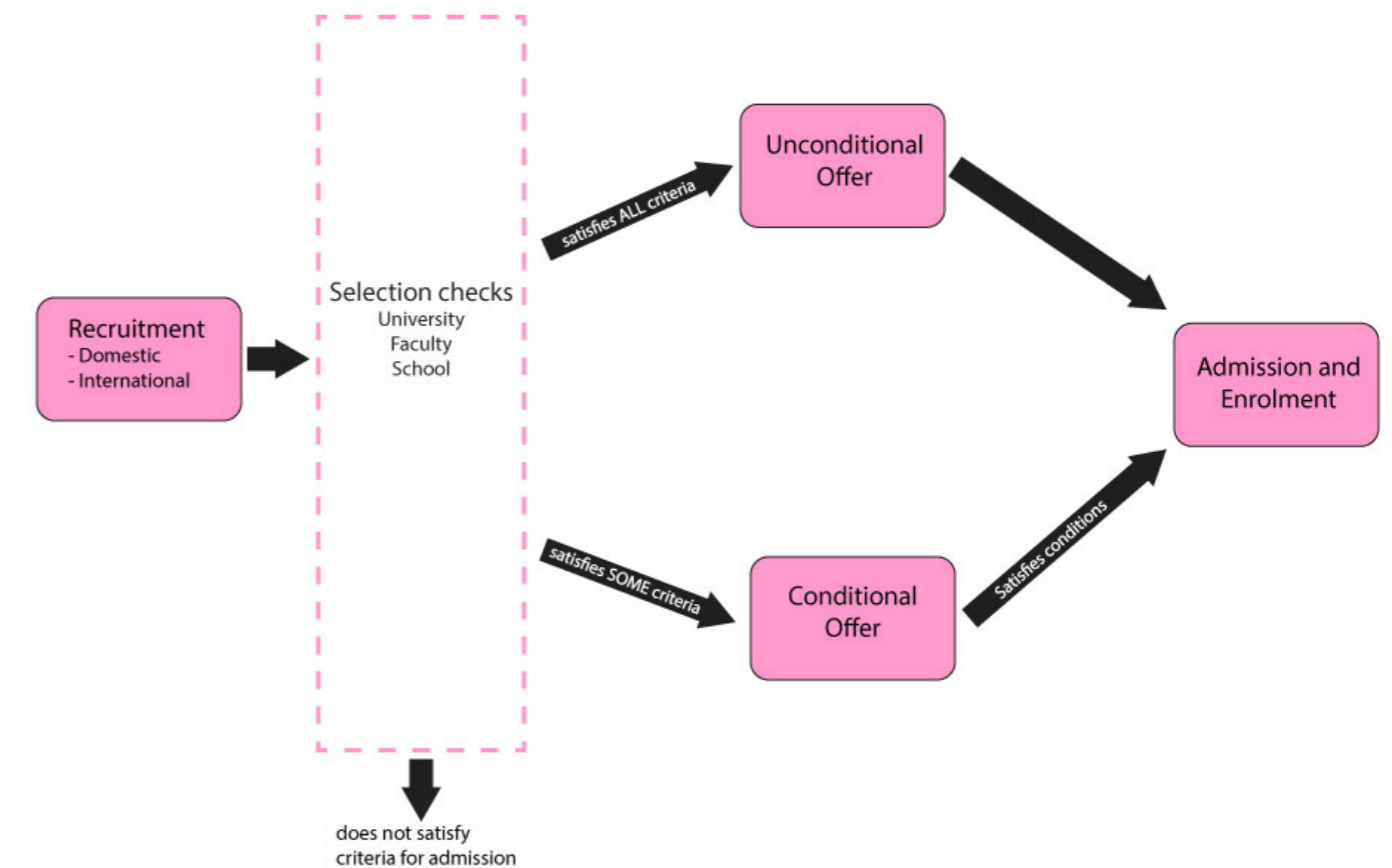 Recruitment
- Domestic
- International
Selection checks
University
Faculty
School
does not satisfy
criteria for admission
satisfies ALL criteria
Unconditional
Offer
satisfies SOME criteria
Conditional
Offer
Satisfies conditions
Admission and
Enrolment